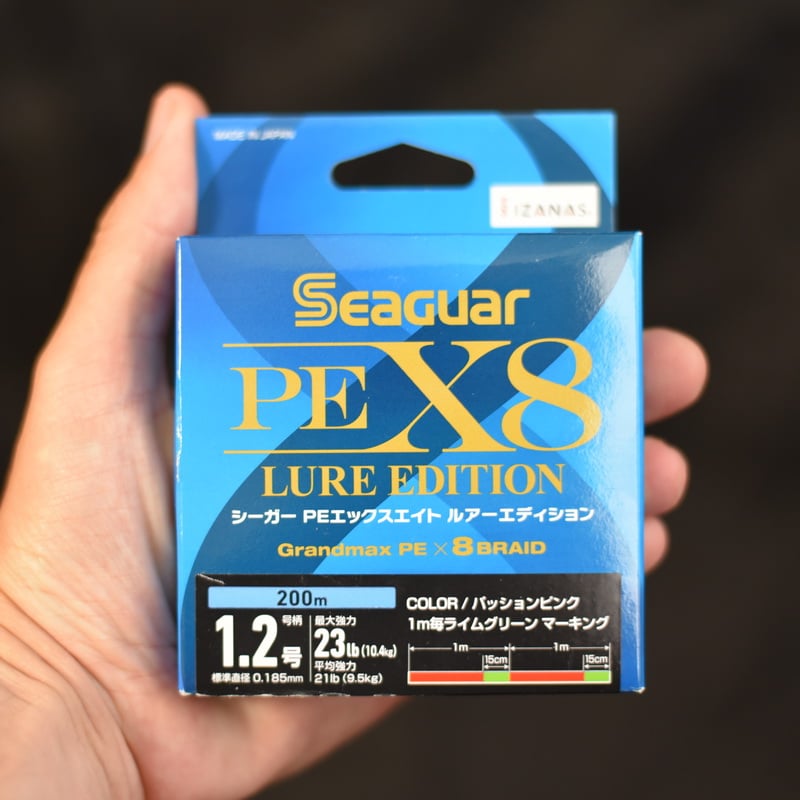 MADE IN JAPAN
IZANAS
Seaguar
PE X8
LURE EDITION
シーガー PEエックスエイト ルアーエディション
Grandmax PE × 8 BRAID
200m
1.2号
号柄
標準直径 0.185mm
最大強力
23lb(10.4kg)
平均強力
21lb(9.5kg)
COLOR / パッションピンク
1m毎ライムグリーン マーキング
1m 1m
15cm 15cm